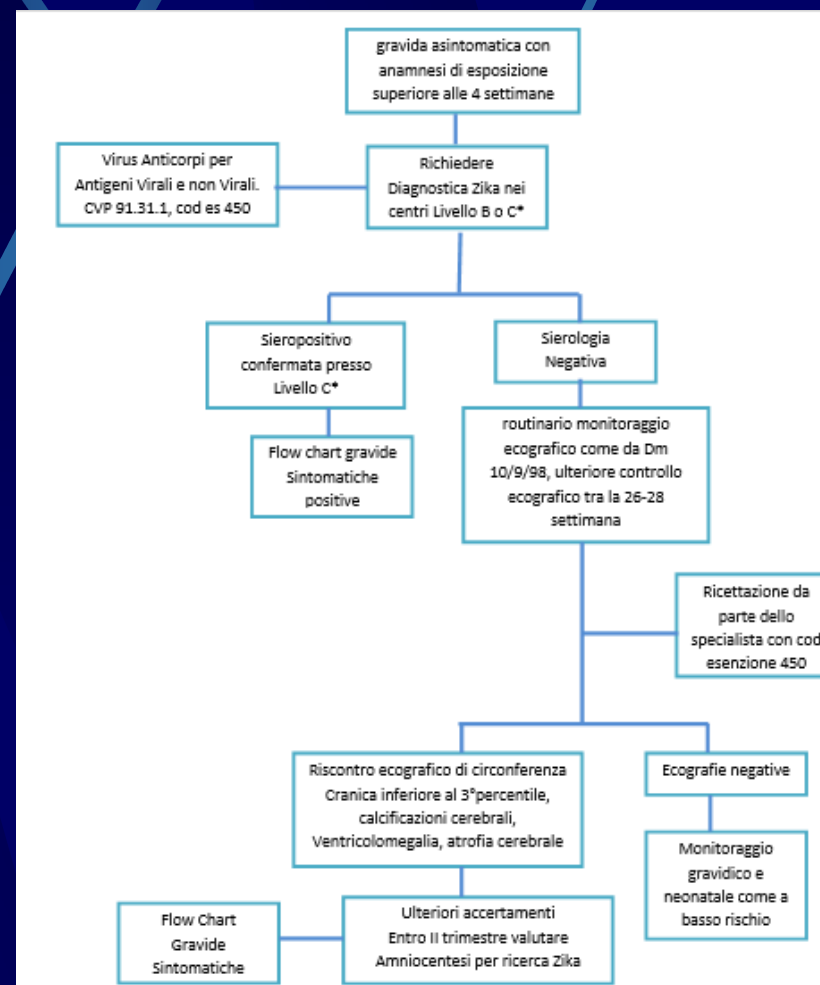 gravida asintomatica con
anamnesi di esposizione
superiore alle 4 settimane
Virus Anticorpi per
Antigeni Virali e non Virali.
CVP 91.31.1, cod es 450
Richiedere
Diagnostica Zika nei
centri Livello B o C*
Sieropositivo
confermata presso
Livello C*
Sierologia
Negativa
Flow chart gravide
Sintomatiche
positive
routinario monitoraggio
ecografico come da Dm
10/9/98, ulteriore controllo
ecografico tra la 26-28
settimana
Ricettazione da
parte dello
specialista con cod
esenzione 450
Riscontro ecografico di circonferenza
Cranica inferiore al 3°percentile,
calcificazioni cerebrali,
Ventricolomegalia, atrofia cerebrale
Ecografie negative
Monitoraggio
gravidico e
neonatale come a
basso rischio
Flow Chart
Gravide
Sintomatiche
Ulteriori accertamenti
Entro II trimestre valutare
Amniocentesi per ricerca Zika